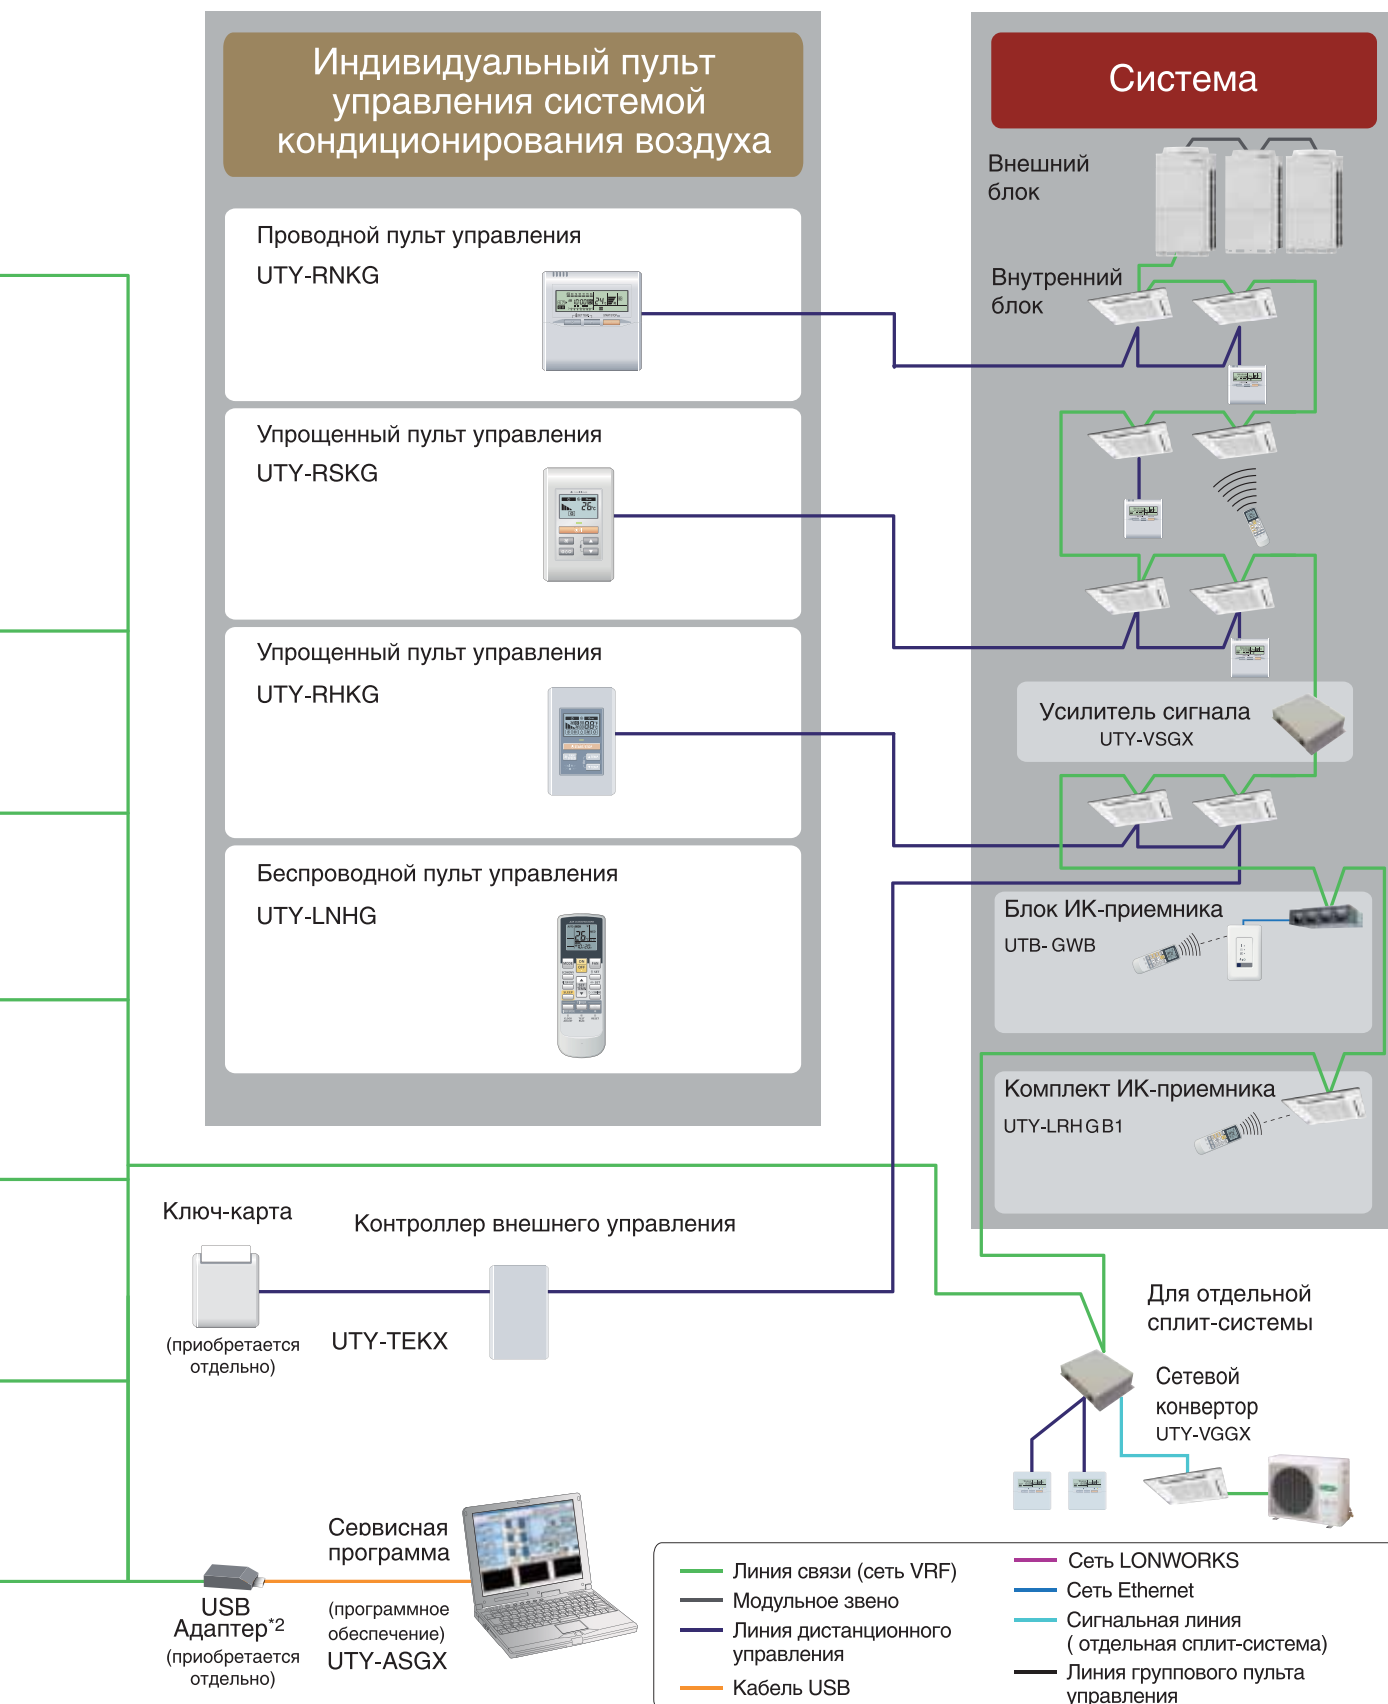 Индивидуальный пульт
управления системой
кондиционирования воздуха
Проводной пульт управления
UTY-RNKG
Упрощенный пульт управления
UTY-RSKG
Упрощенный пульт управления
UTY-RHKG
Беспроводной пульт управления
UTY-LNHG
Система
Внешний
блок
Внутренний
блок
Усилитель сигнала
UTY-VSGX
Блок ИК-приемника
UTB- GWB
Комплект ИК-приемника
UTY-LRHGB1
Ключ-карта
(приобретается
отдельно)
Контроллер внешнего управления
UTY-TEKX
Для отдельной
сплит-системы
Сетевой
конвертор
UTY-VGGX
USB
Адаптер*2
(приобретается
отдельно)
Сервисная
программа
(программное
обеспечение)
UTY-ASGX
Линия связи (сеть VRF)
Модульное звено
Линия дистанционного
управления
Кабель USB
Сеть LONWORKS
Сеть Ethernet
Сигнальная линия
( отдельная сплит-система)
Линия группового пульта
управления